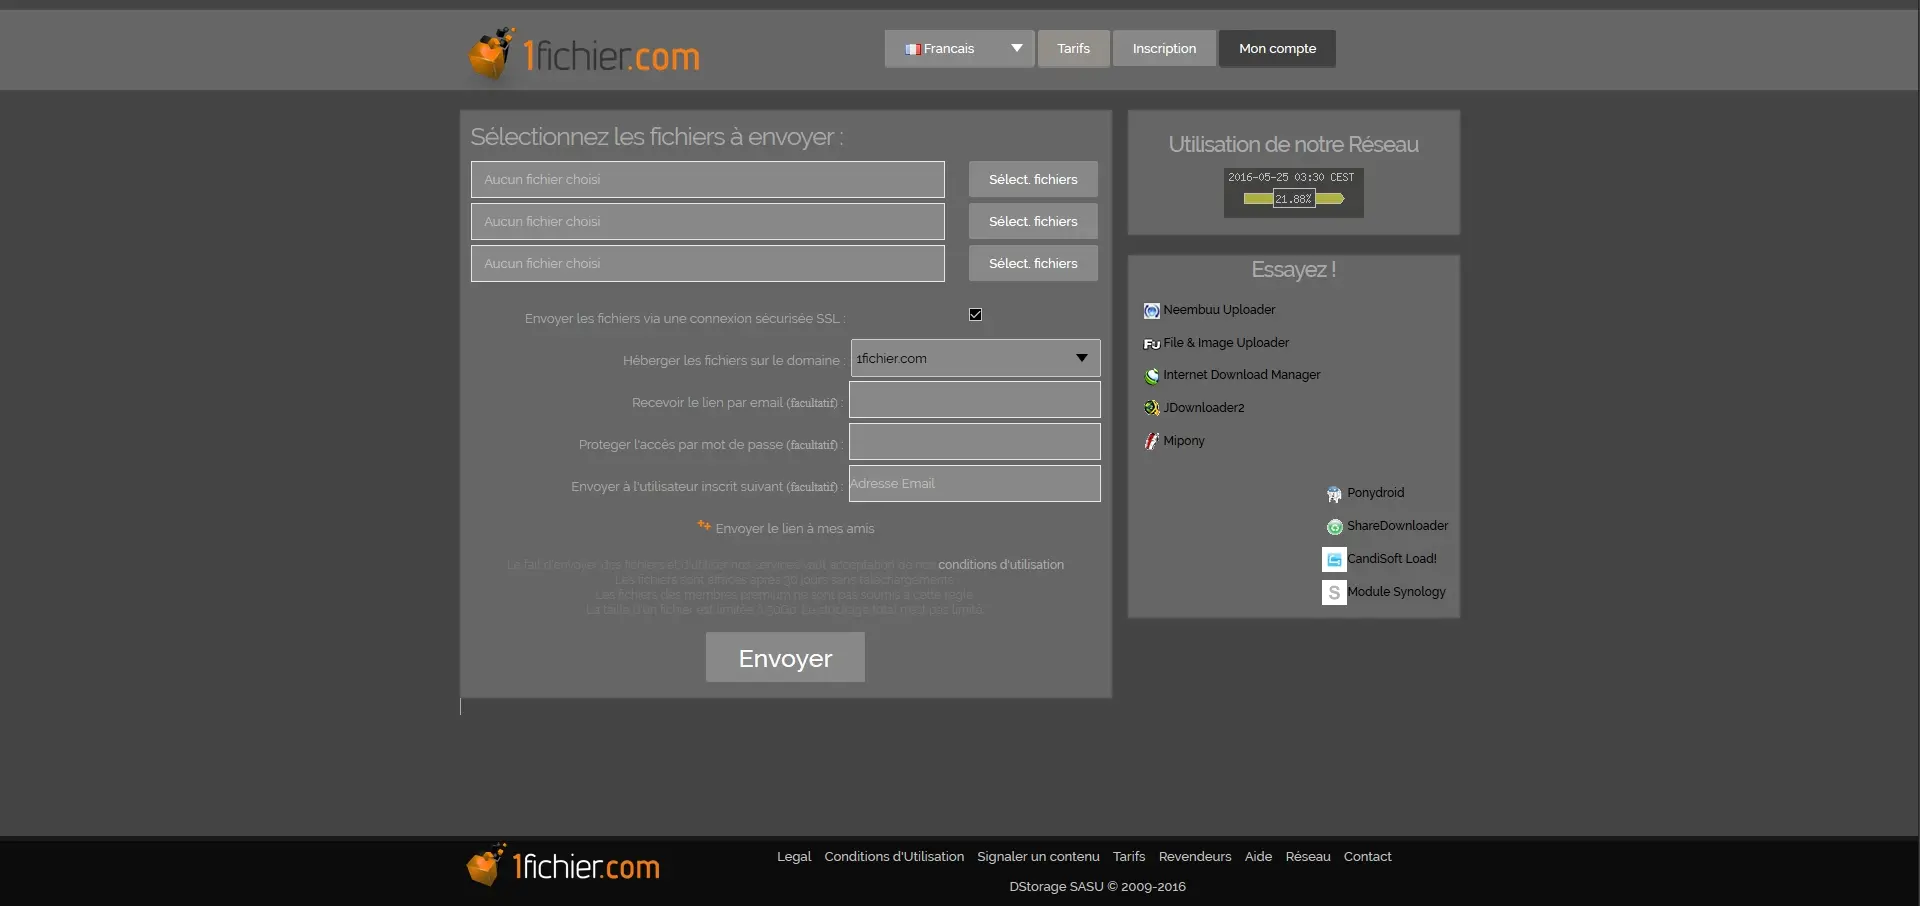 1fichier.com
Francais
Tarifs
Inscription
Mon compte
Sélectionnez les fichiers à envoyer :
Aucun fichier choisi
Sélect. fichiers
Aucun fichier choisi
Sélect. fichiers
Aucun fichier choisi
Sélect. fichiers
Envoyer les fichiers via une connexion sécurisée SSL :
Héberger les fichiers sur le domaine :
1fichier.com
Recevoir le lien par email (facultatif) :
Proteger l'accès par mot de passe (facultatif) :
Envoyer à l'utilisateur inscrit suivant (facultatif) :
Adresse Email
Envoyer le lien à mes amis
Le fait d'envoyer des fichiers et d'utiliser nos services vaut acceptation de nos conditions d'utilisation
Les fichiers sont effacés après 30 jours sans téléchargements
Les fichiers des membres premium ne sont pas soumis à cette règle
La taille d'un fichier est limitée à Le stockage total n'est pas limité.
Envoyer
Utilisation de notre Réseau
2016-05-25 03:30 CEST
21.88%
Essayez !
Neembuu Uploader
File & Image Uploader
Internet Download Manager
JDownloader2
Mipony
Ponydroid
ShareDownloader
CandiSoft Load!
S Module Synology
1fichier.com
Legal Conditions d'Utilisation Signaler un contenu Tarifs Revendeurs Aide Réseau Contact
DStorage SASU © 2009-2016